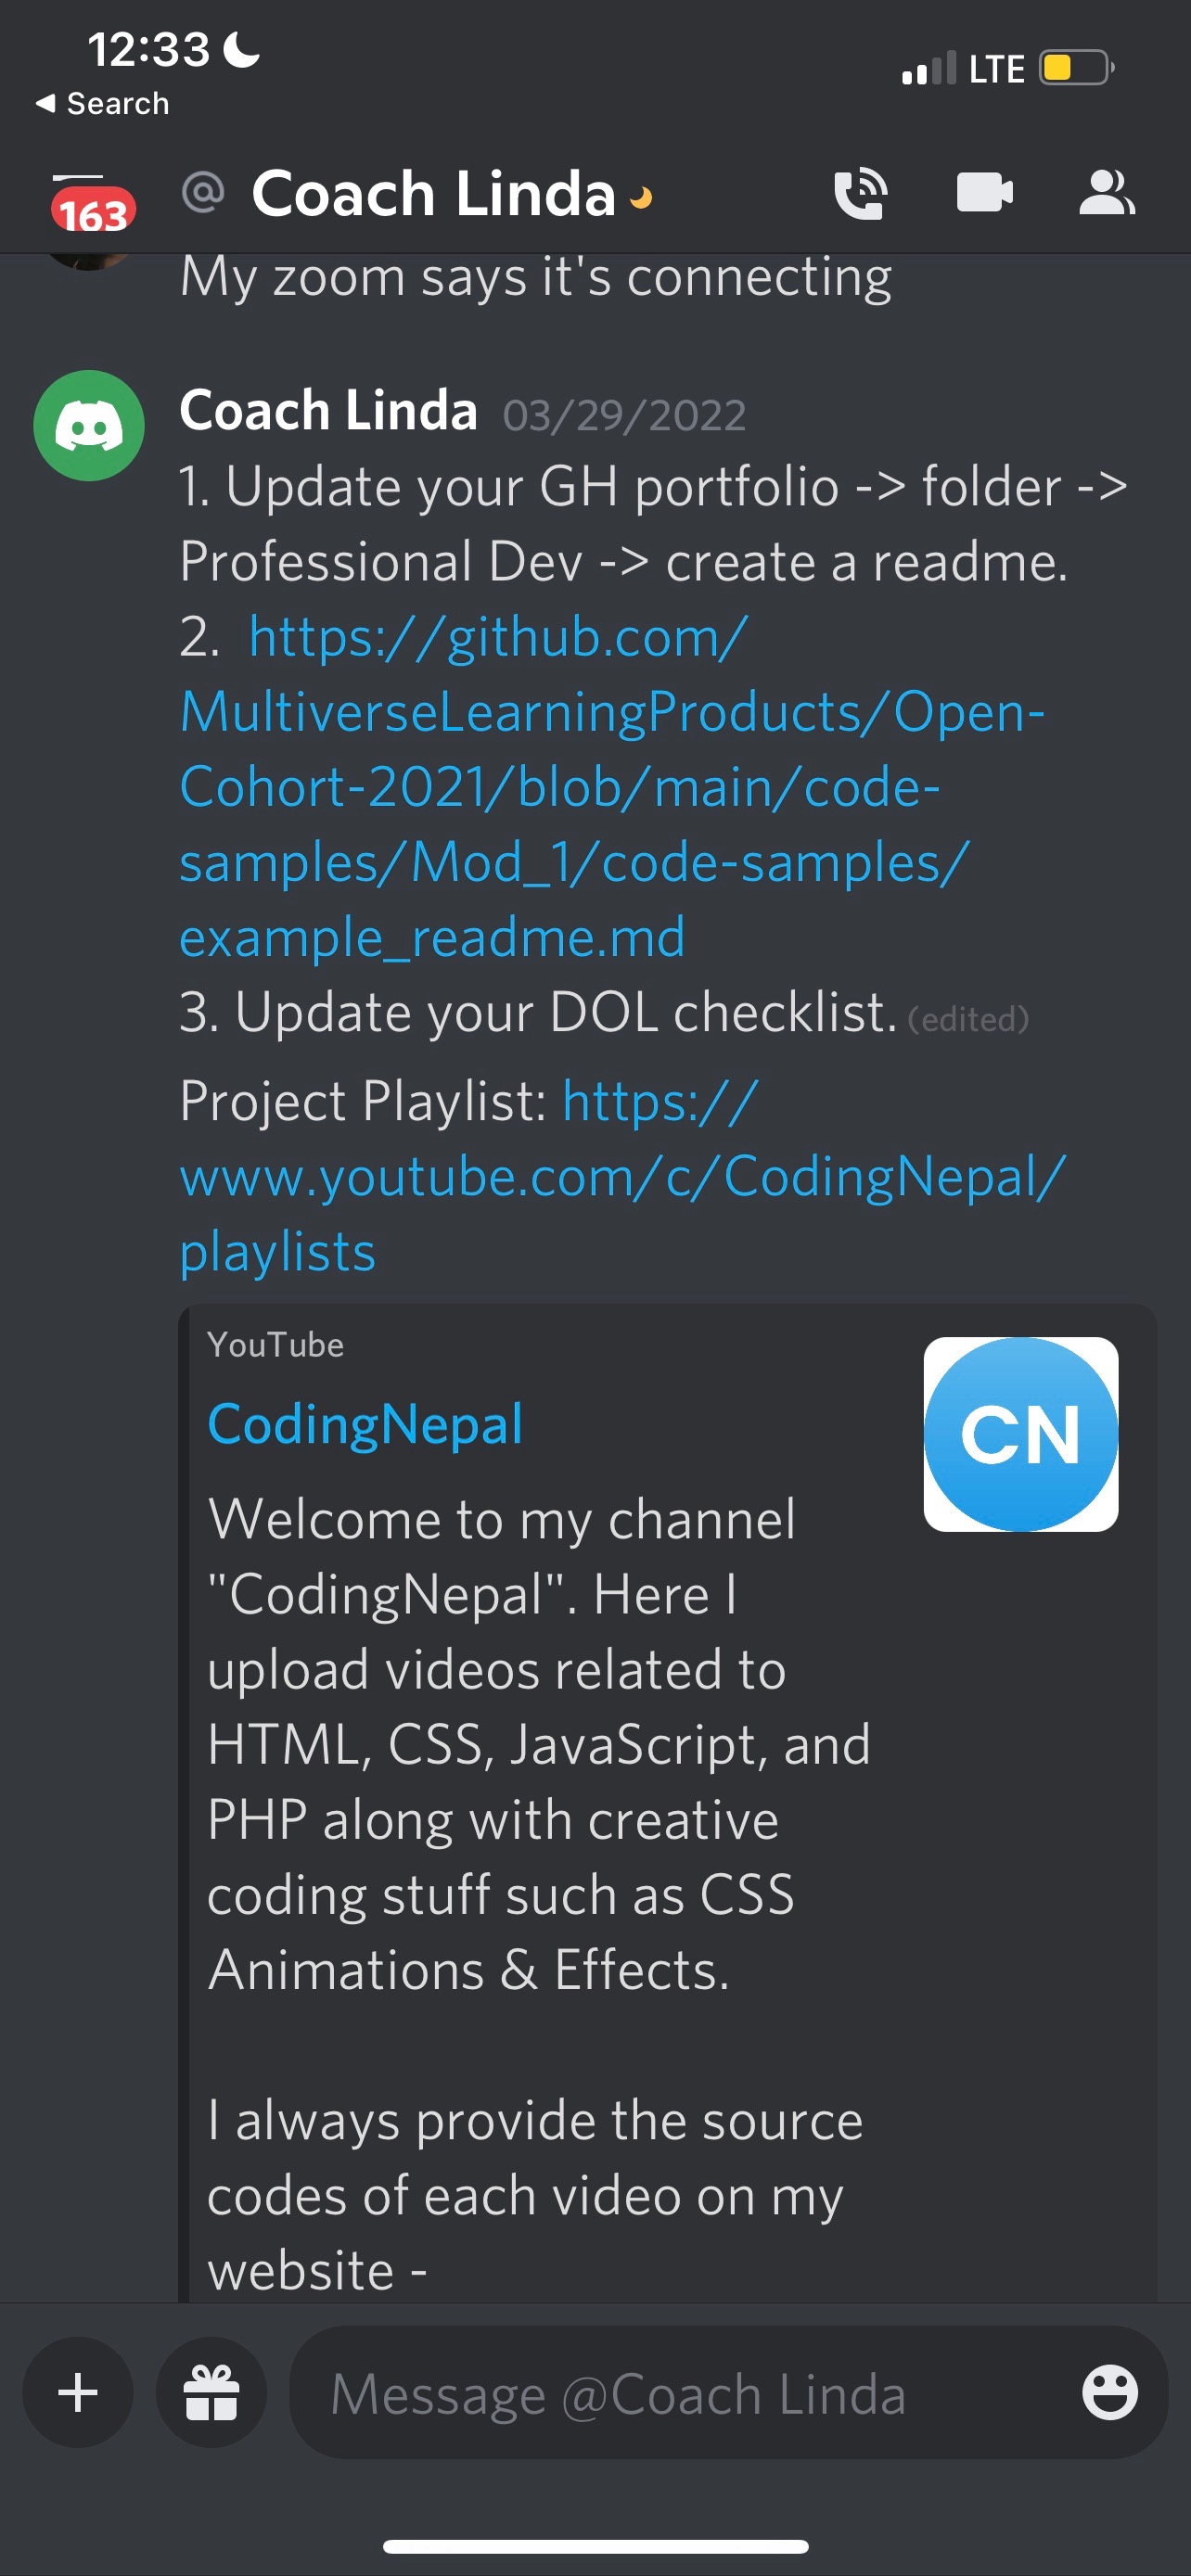 12:33
LTE
◀ Search
163
@ Coach Linda
My zoom says it's connecting
Coach Linda 03/29/2022
1. Update your GH portfolio -> folder ->
Professional Dev -> create a readme.
2.  https://github.com/
MultiverseLearningProducts/Open-
Cohort-2021/blob/main/code-
samples/Mod_1/code-samples/
example_readme.md
3. Update your DOL checklist. (edited)
Project Playlist: https://
www.youtube.com/c/CodingNepal/
playlists
YouTube
CodingNepal
CN
Welcome to my channel
"CodingNepal". Here I
upload videos related to
HTML, CSS, JavaScript, and
PHP along with creative
coding stuff such as CSS
Animations & Effects.
I always provide the source
codes of each video on my
website -
Message @Coach Linda